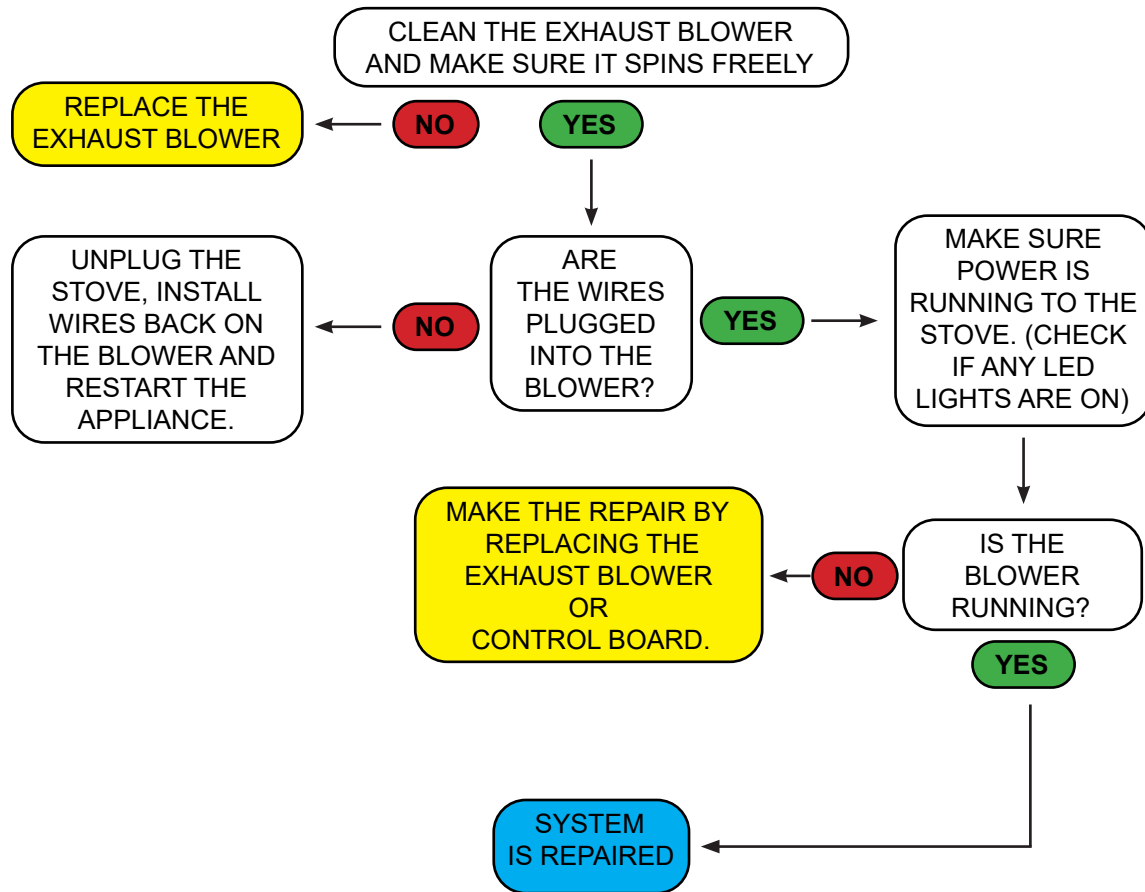 CLEAN THE EXHAUST BLOWER
AND MAKE SURE IT SPINS FREELY
REPLACE THE
EXHAUST BLOWER
NO
YES
UNPLUG THE
STOVE, INSTALL
WIRES BACK ON
THE BLOWER AND
RESTART THE
APPLIANCE.
NO
ARE
THE WIRES
PLUGGED
INTO THE
BLOWER?
YES
MAKE SURE
POWER IS
RUNNING TO THE
STOVE. (CHECK
IF ANY LED
LIGHTS ARE ON)
MAKE THE REPAIR BY
REPLACING THE
EXHAUST BLOWER
OR
CONTROL BOARD.
NO
IS THE
BLOWER
RUNNING?
YES
SYSTEM
IS REPAIRED